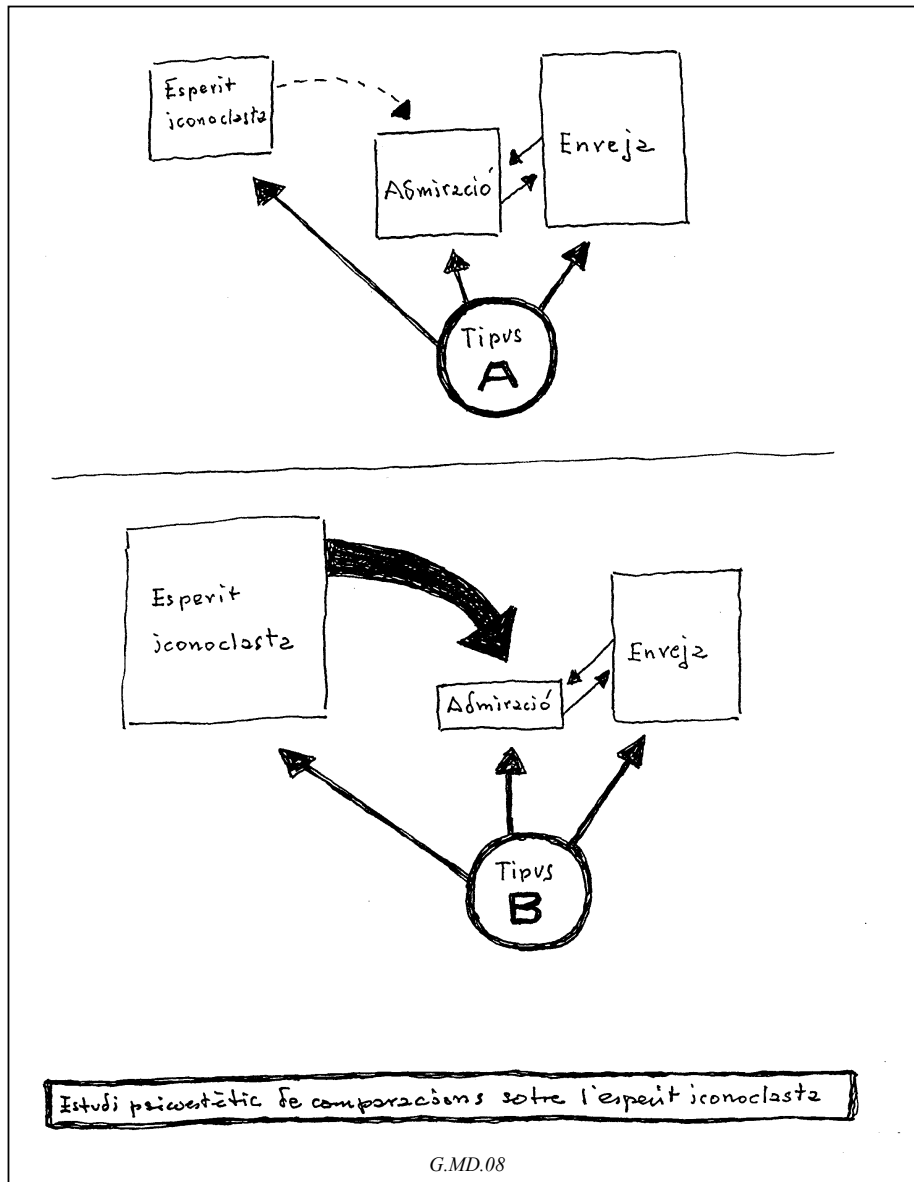 Esperit
iconoclasta
Admiració
Enveja
Tipus
A
Esperit
iconoclasta
Admiració
Enveja
Tipus
B
Estudi psicoestètic de comparacions sobre l'esperit iconoclasta
G.MD.08